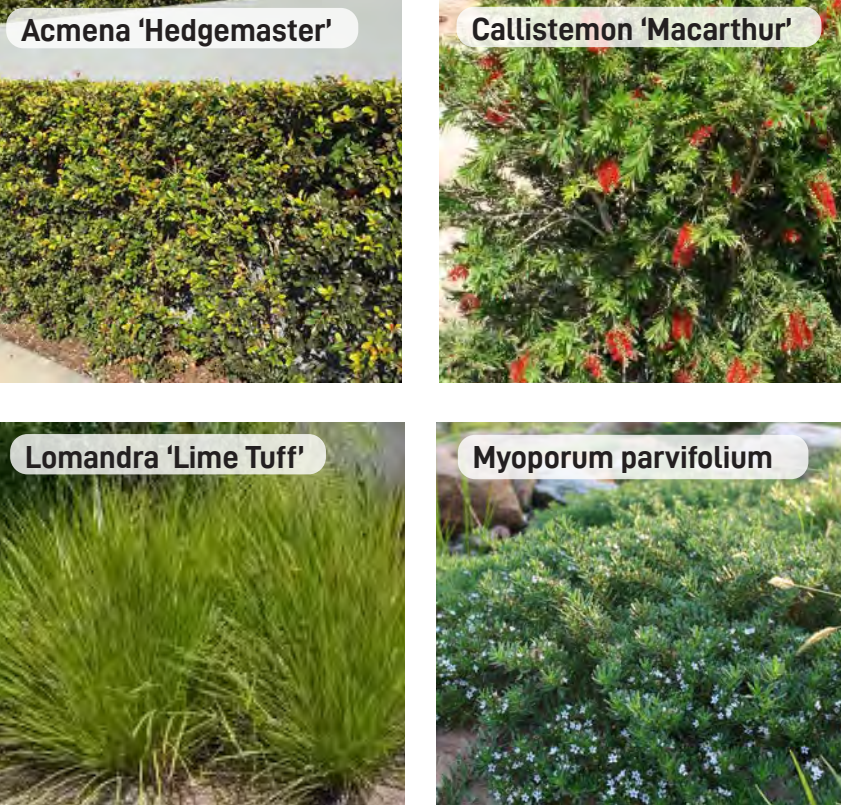 Acmena ‘Hedgemaster’
Callistemon ‘Macarthur’
Lomandra ‘Lime Tuff’
Myoporum parvifolium